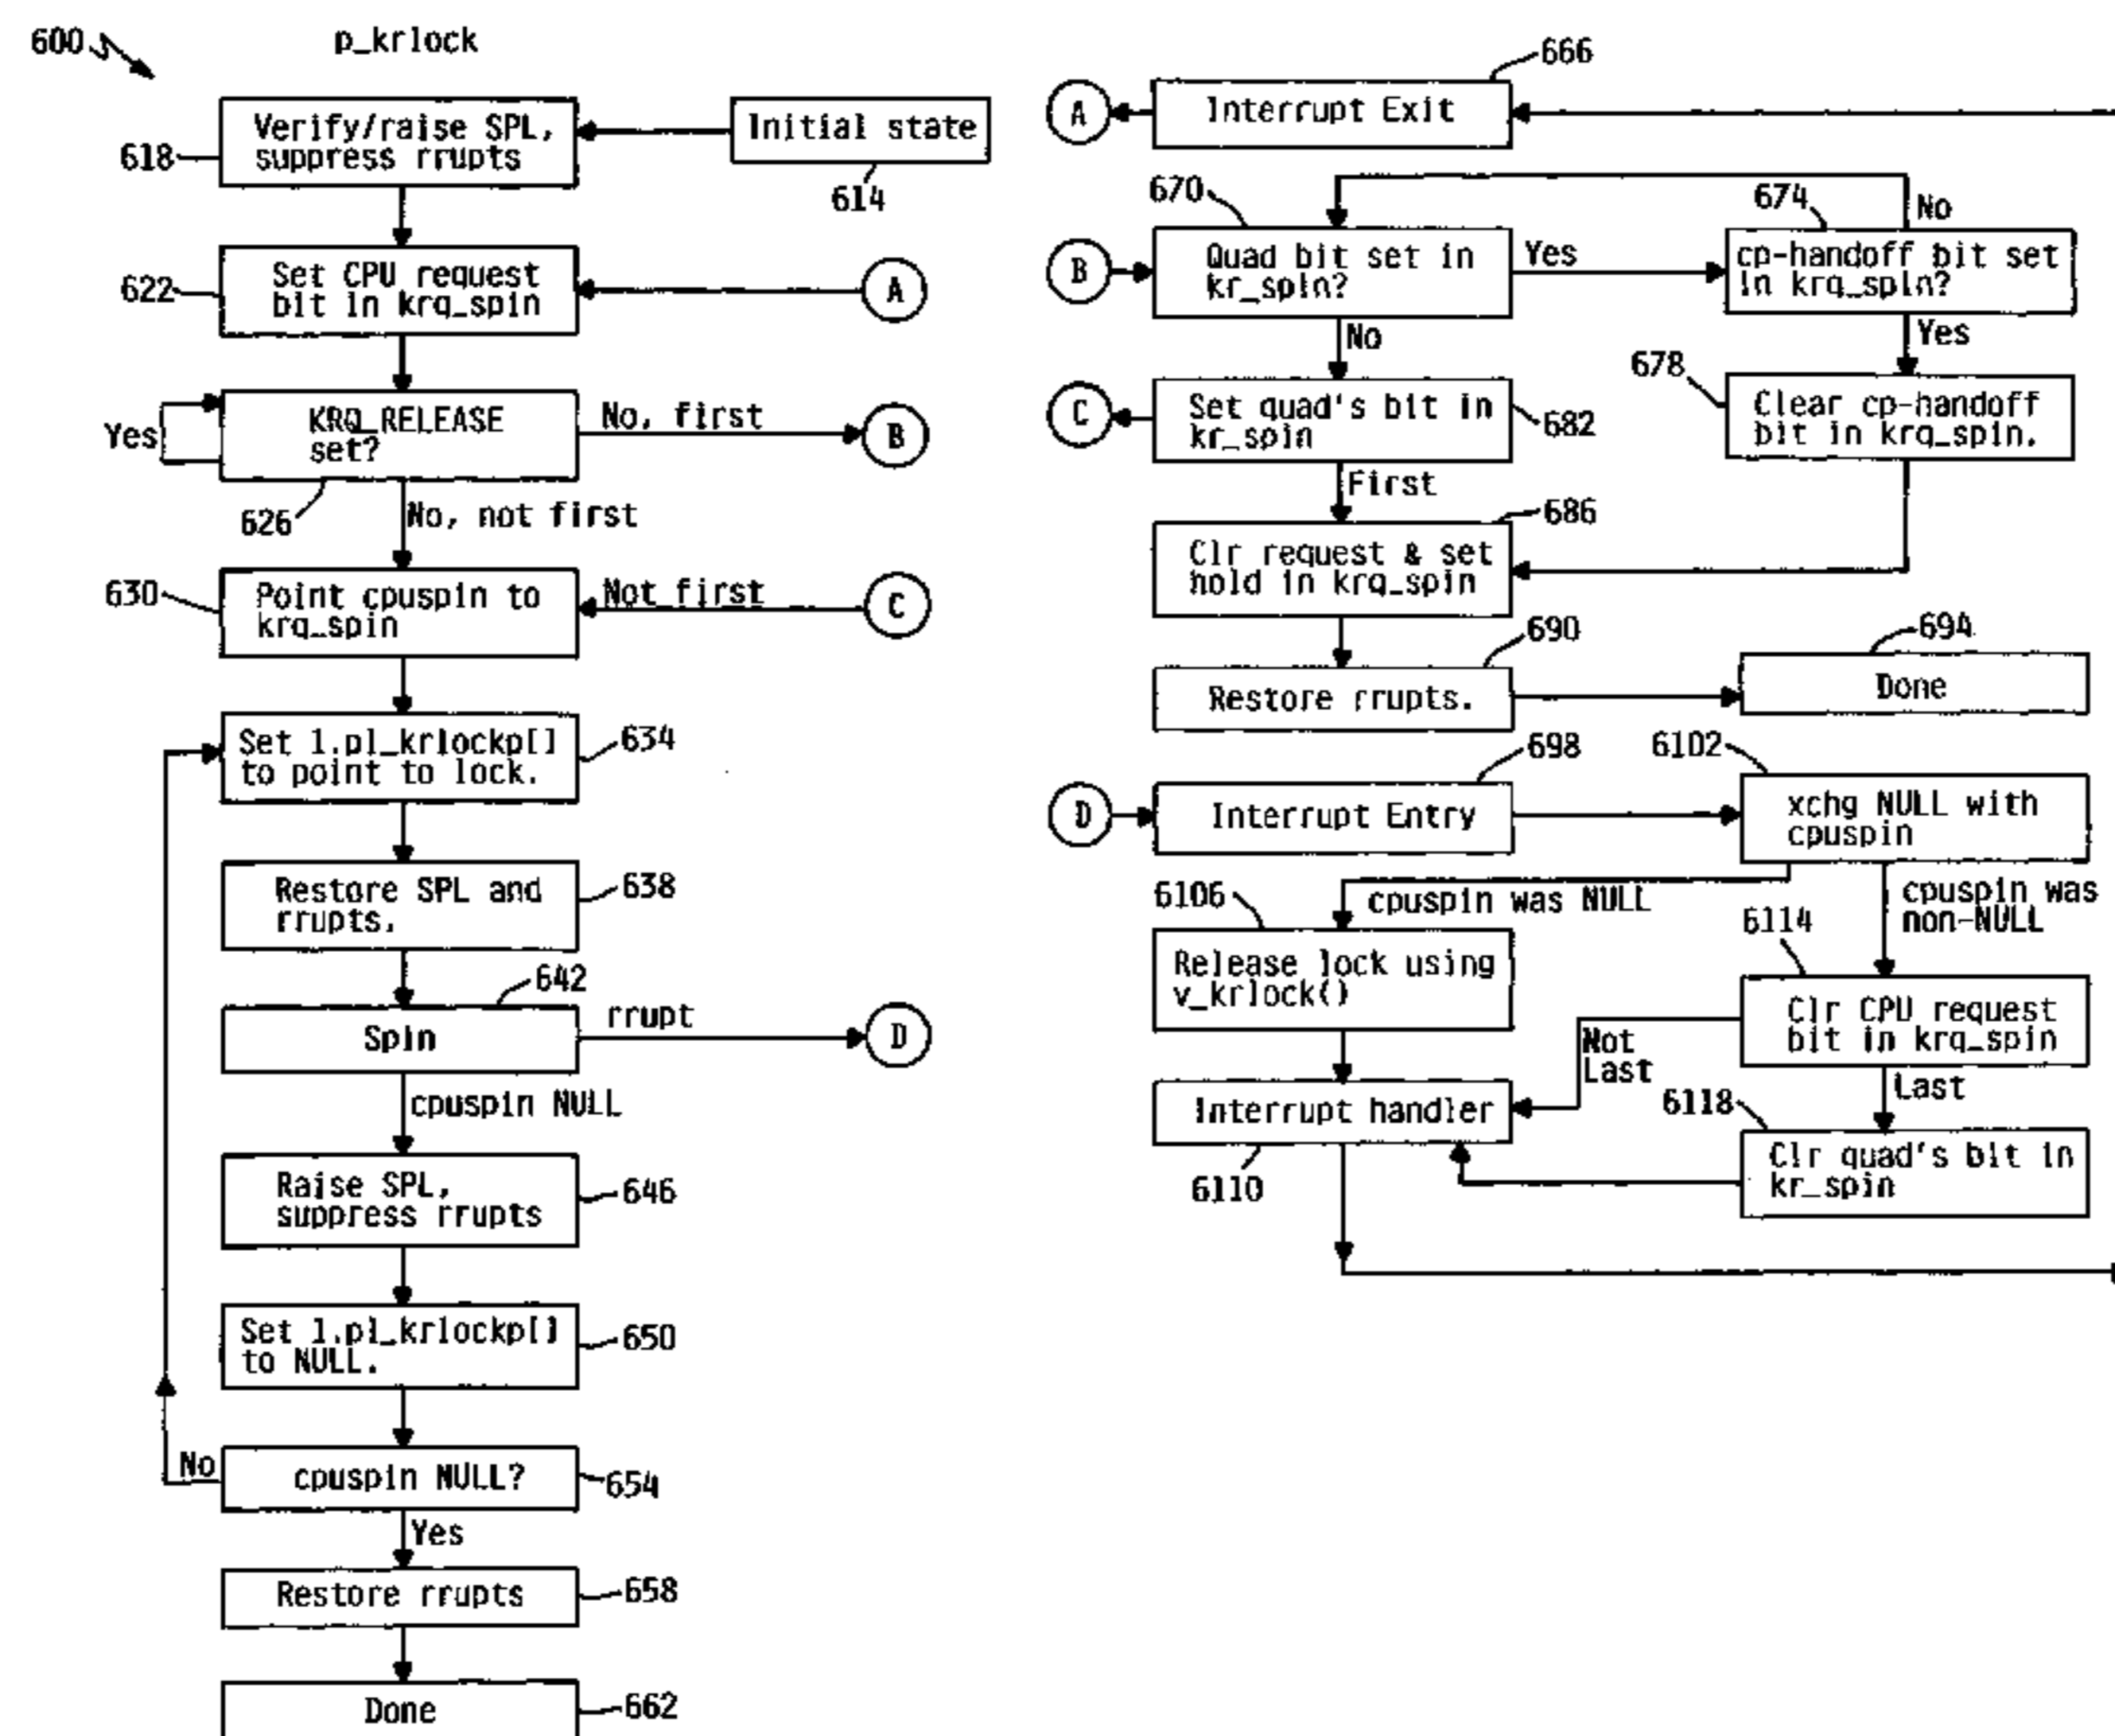 600
p_krlock
Verify/raise SPL,
suppress rrupts
618
Initial state
614
Set CPU request
bit in krq_spin
622
A
KRQ_RELEASE
set?
Yes
No, first
B
626
No, not first
630
Point cpuspin to
krq_spin
Not first
C
Set l.pl_krlockp[]
to point to lock.
634
Restore SPL and
rrupts.
638
642
Spin
rrupt
D
cpuspin NULL
Raise SPL,
suppress rrupts
646
Set l.pl_krlockp[]
to NULL.
650
No
cpuspin NULL?
654
Yes
Restore rrupts
658
Done
662
666
A
Interrupt Exit
670
674
No
B
Quad bit set in
kr_spin?
Yes
cp-handoff bit set
in krq_spin?
No
Yes
678
C
Set quad's bit in
kr_spin
682
Clear cp-handoff
bit in krq_spin.
First
686
Clr request & set
hold in krq_spin
690
694
Restore rrupts.
Done
698
6102
D
Interrupt Entry
xchg NULL with
cpuspin
6106
cpuspin was NULL
cpuspin was
non-NULL
6114
Release lock using
v_krlock()
Clr CPU request
bit in krq_spin
Not
Last
Last
6118
Interrupt handler
6110
Clr quad's bit in
kr_spin